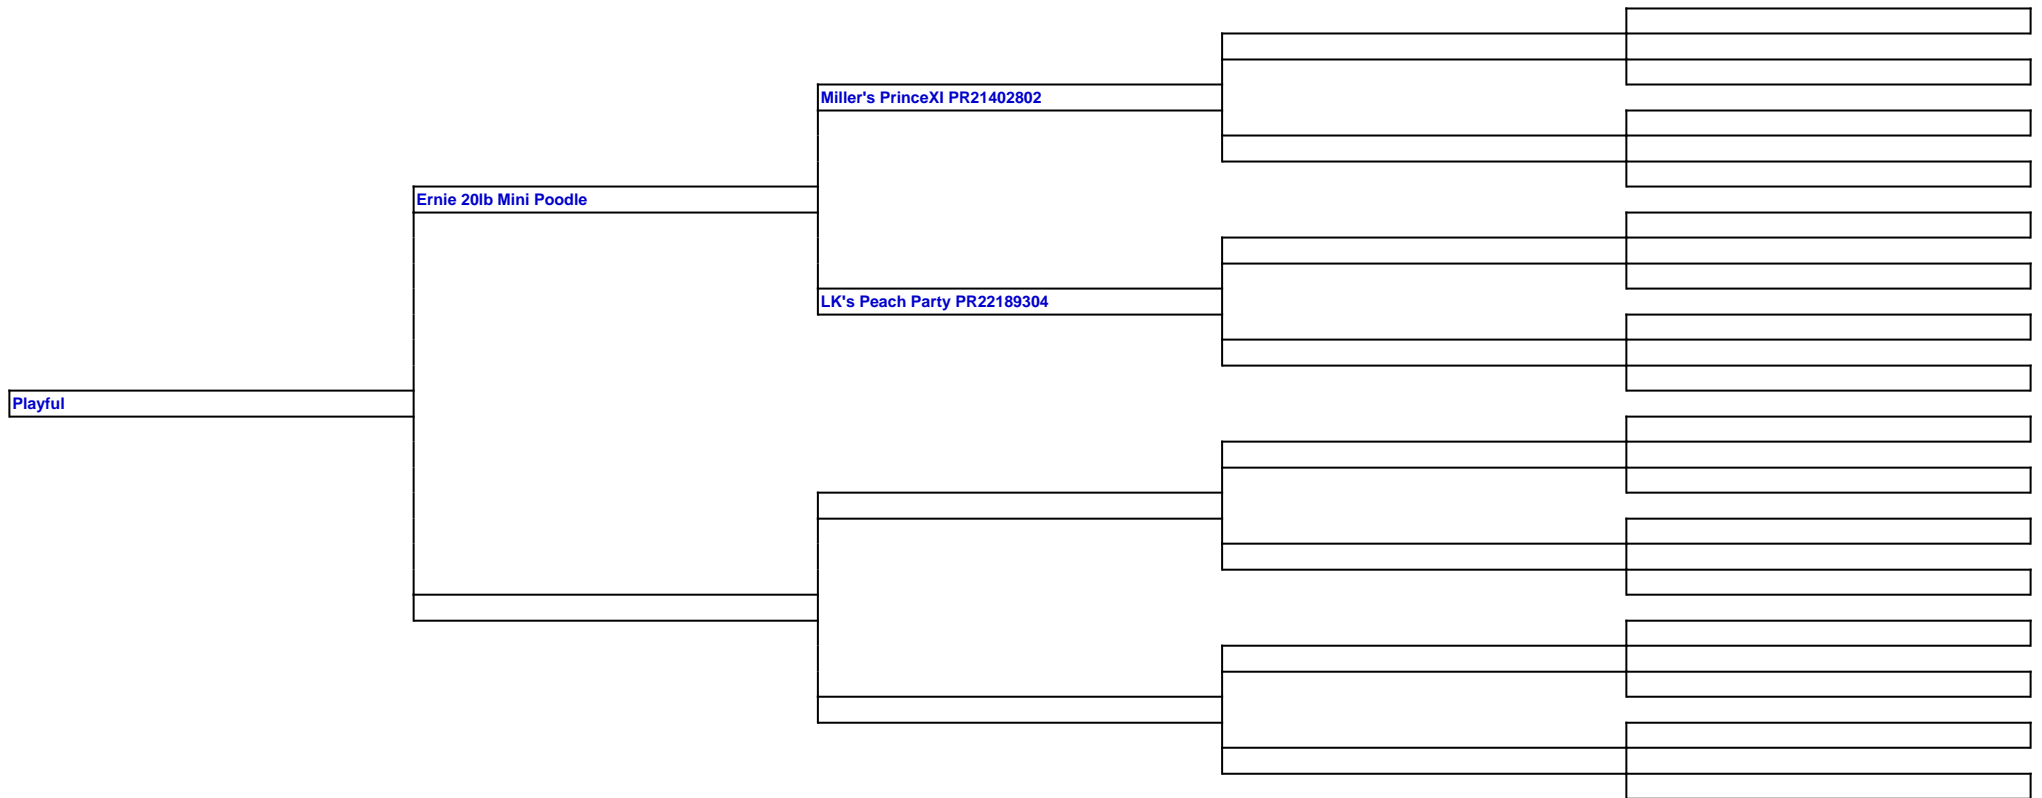 Miller's PrinceXI PR21402802
Ernie 20lb Mini Poodle
LK's Peach Party PR22189304
Playful